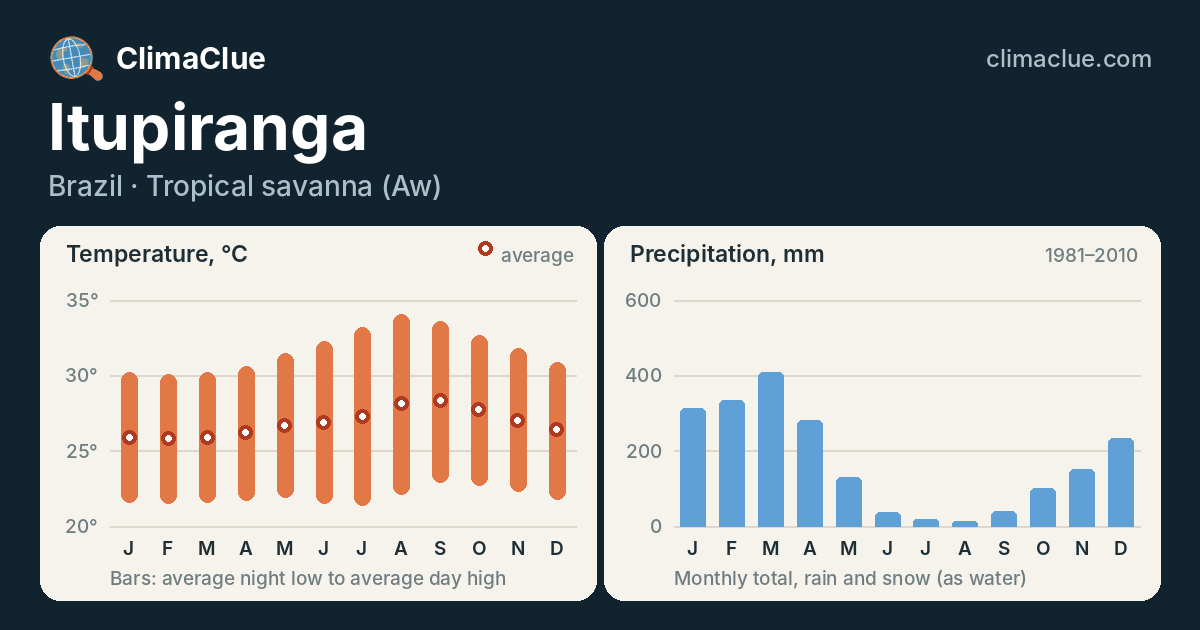 ClimaClue
climaclue.com
Itupiranga
Brazil · Tropical savanna (Aw)
Temperature, °C
average
35°
30°
25°
20°
J F M A M J J A S O N D
Bars: average night low to average day high
Precipitation, mm
1981–2010
600
400
200
0
J F M A M J J A S O N D
Monthly total, rain and snow (as water)